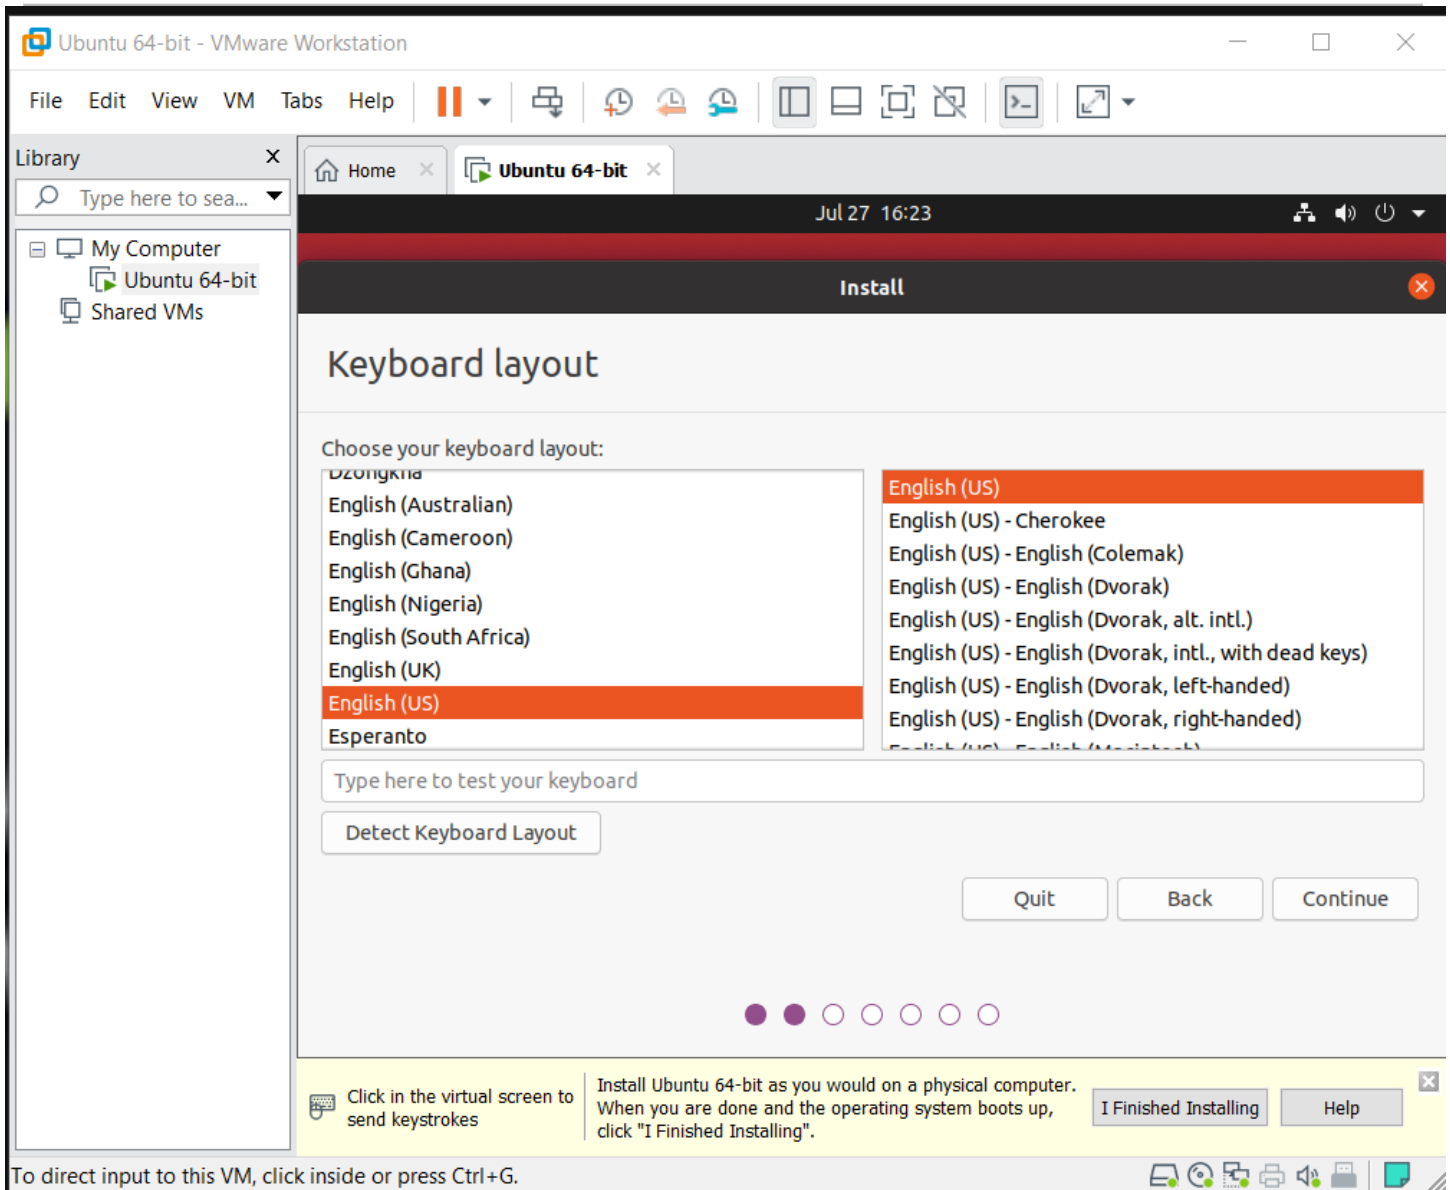 Ubuntu 64-bit - VMware Workstation
File Edit View VM Tabs Help
Library
Type here to sea...
My Computer
Ubuntu 64-bit
Shared VMs
Home
Ubuntu 64-bit
Jul 27 16:23
Install
Keyboard layout
Choose your keyboard layout:
Dzongkha
English (Australian)
English (Cameroon)
English (Ghana)
English (Nigeria)
English (South Africa)
English (UK)
English (US)
Esperanto
English (US)
English (US) - Cherokee
English (US) - English (Colemak)
English (US) - English (Dvorak)
English (US) - English (Dvorak, alt. intl.)
English (US) - English (Dvorak, intl., with dead keys)
English (US) - English (Dvorak, left-handed)
English (US) - English (Dvorak, right-handed)
English (US) - English (Macintosh)
Type here to test your keyboard
Detect Keyboard Layout
Quit
Back
Continue
Click in the virtual screen to
send keystrokes
Install Ubuntu 64-bit as you would on a physical computer.
When you are done and the operating system boots up,
click "I Finished Installing".
I Finished Installing
Help
To direct input to this VM, click inside or press Ctrl+G.